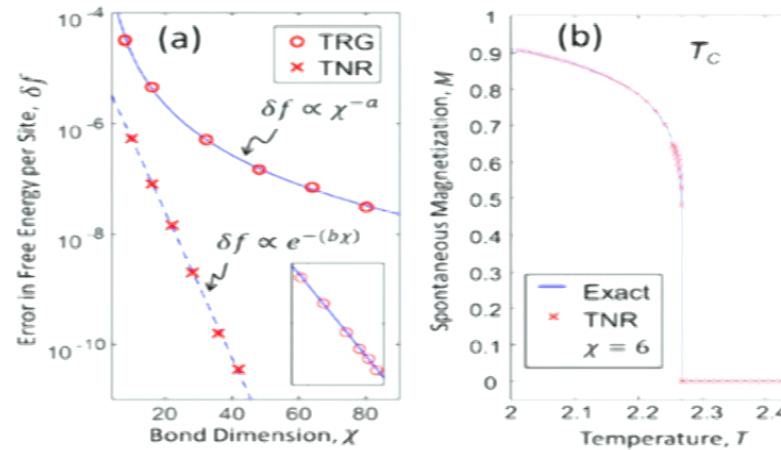 (a)
TRG
TNR
δf ∝ χ^{-a}
δf ∝ e^{-(bχ)}
10^{-4}
10^{-6}
10^{-8}
10^{-10}
Error in Free Energy per Site, δf
20
40
60
80
Bond Dimension, χ
(b)
T_C
Exact
TNR
χ = 6
1
0.9
0.8
0.7
0.6
0.5
0.4
0.3
0.2
0.1
0
Spontaneous Magnetization, M
2
2.1
2.2
2.3
2.4
Temperature, T